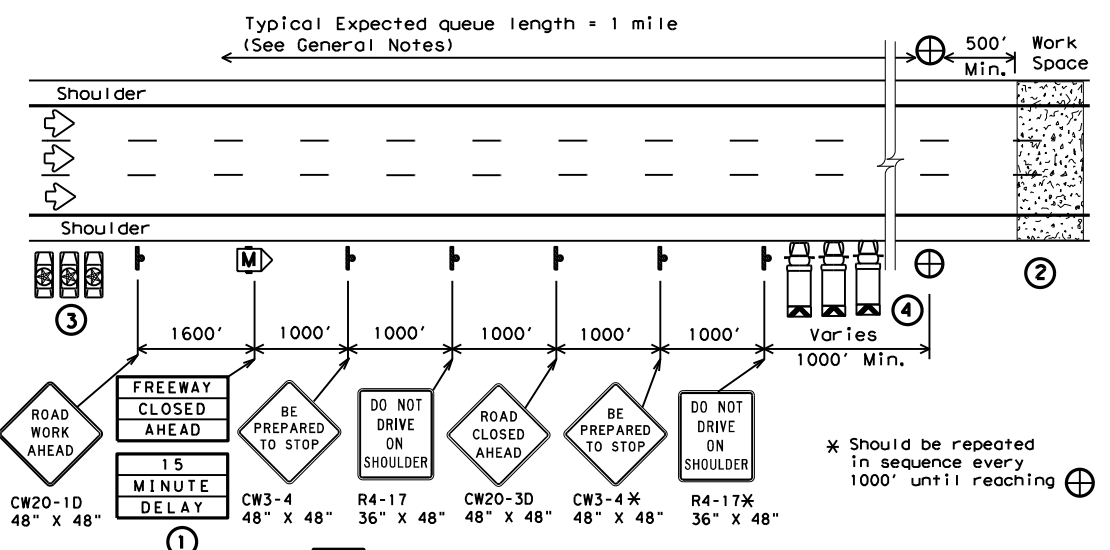 Typical Expected queue length = 1 mile
(See General Notes)
500'
Min.
Work
Space
Shoulder
Shoulder
M
3
4
2
1600'
1000'
1000'
1000'
1000'
1000'
Varies
1000' Min.
ROAD
WORK
AHEAD
FREEWAY
CLOSED
AHEAD
15
MINUTE
DELAY
BE
PREPARED
TO STOP
DO NOT
DRIVE
ON
SHOULDER
ROAD
CLOSED
AHEAD
BE
PREPARED
TO STOP
DO NOT
DRIVE
ON
SHOULDER
* Should be repeated
in sequence every
1000' until reaching
CW20-1D
48" X 48"
1
CW3-4
48" X 48"
R4-17
36" X 48"
CW20-3D
48" X 48"
CW3-4*
48" X 48"
R4-17*
36" X 48"